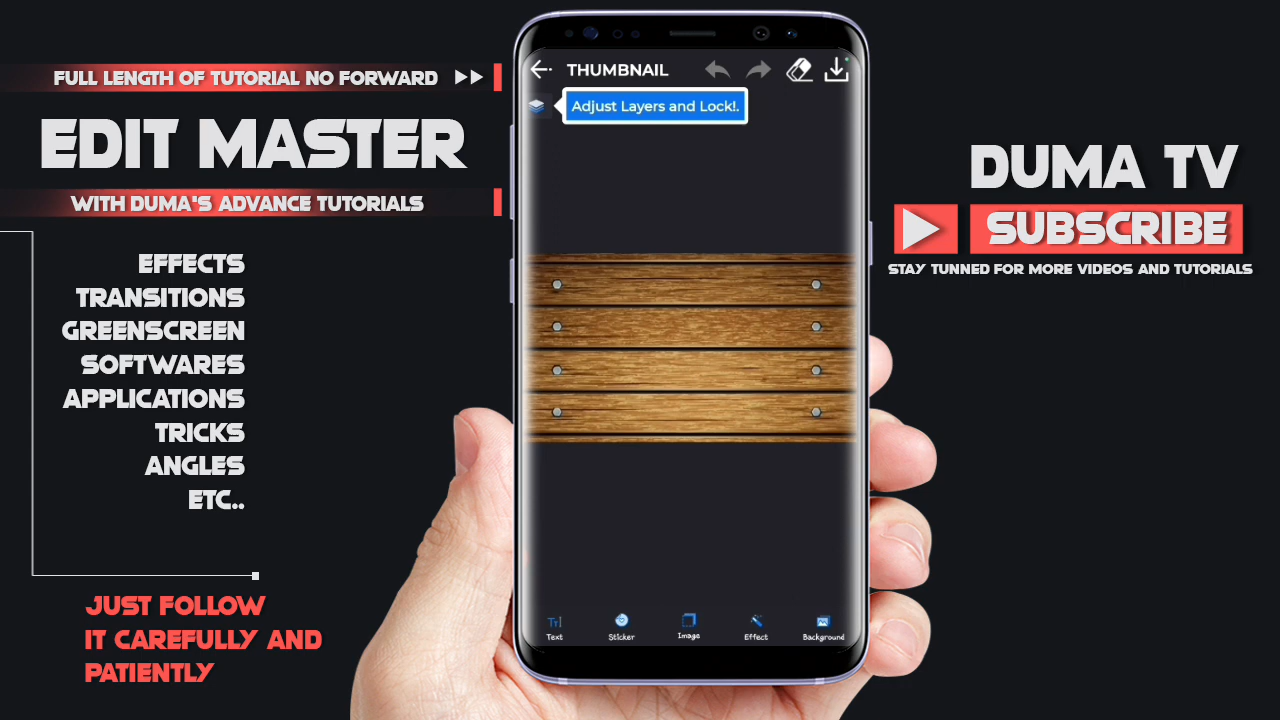 FULL LENGTH OF TUTORIAL NO FORWARD
EDIT MASTER
WITH DUMA'S ADVANCE TUTORIALS
EFFECTS
TRANSITIONS
GREENSCREEN
SOFTWARES
APPLICATIONS
TRICKS
ANGLES
ETC..
JUST FOLLOW
IT CAREFULLY AND
PATIENTLY
THUMBNAIL
Adjust Layers and Lock!.
Text
Sticker
Image
Effect
Background
DUMA TV
SUBSCRIBE
STAY TUNNED FOR MORE VIDEOS AND TUTORIALS